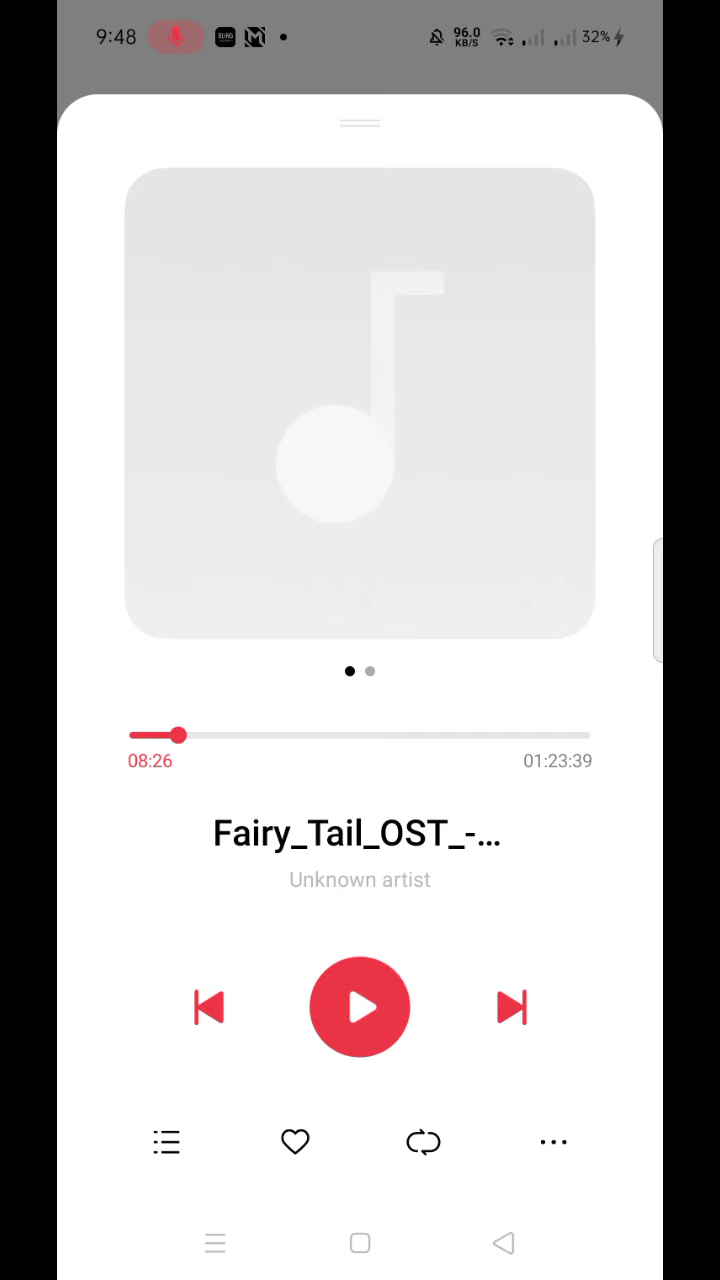 9:48
96.0
KB/S
32%
08:26
01:23:39
Fairy_Tail_OST_-...
Unknown artist